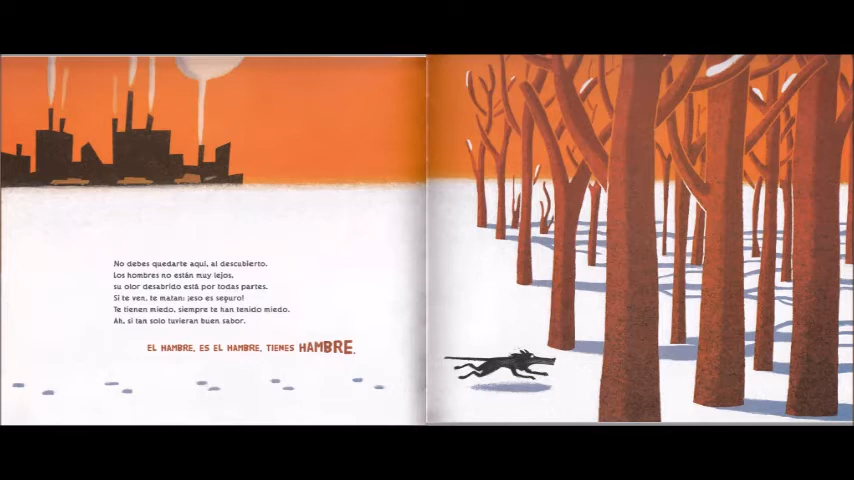 No debes quedarte aquí, al descubierto.
Los hombres no están muy lejos,
su olor desabrido está por todas partes.
Si te ven, te matan: ¡eso es seguro!
Te tienen miedo, siempre te han tenido miedo.
Ah, si tan solo tuvieran buen sabor.
EL HAMBRE, ES EL HAMBRE, TIENES HAMBRE.